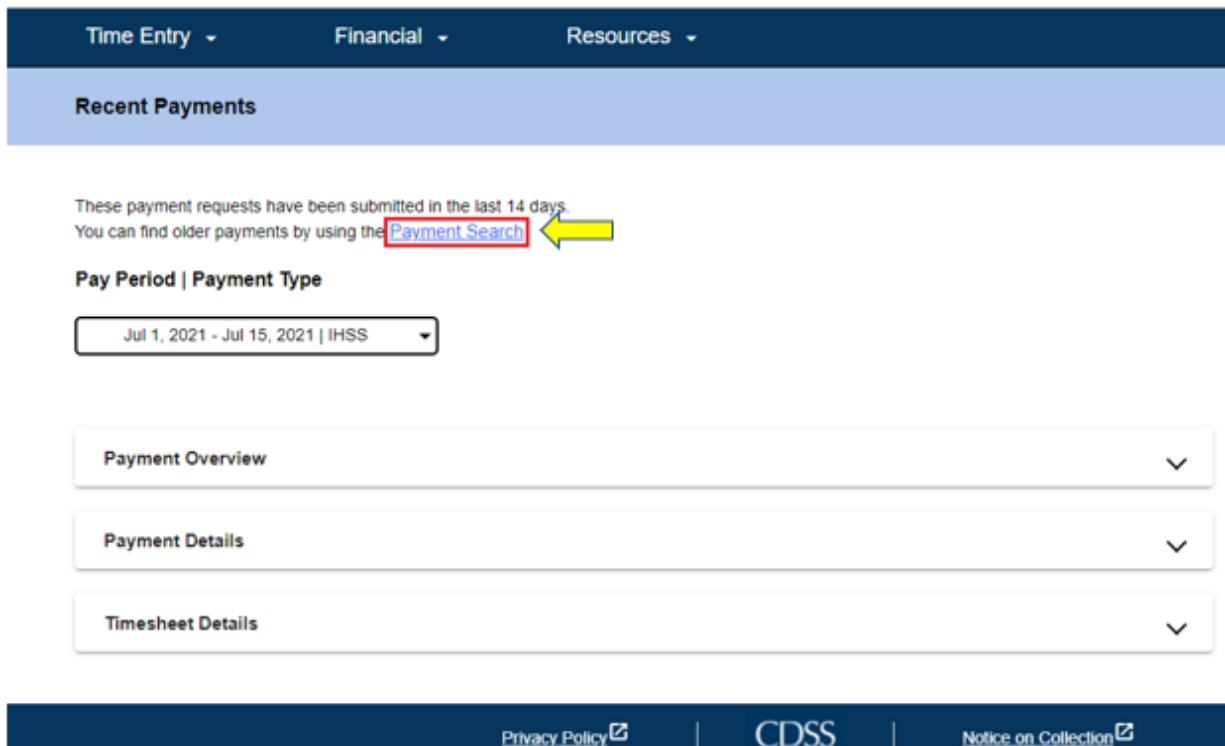 Time Entry Financial Resources
Recent Payments
These payment requests have been submitted in the last 14 days.
You can find older payments by using the Payment Search
Pay Period | Payment Type
Jul 1, 2021 - Jul 15, 2021 | IHSS
Payment Overview
Payment Details
Timesheet Details
Privacy Policy | CDSS | Notice on Collection